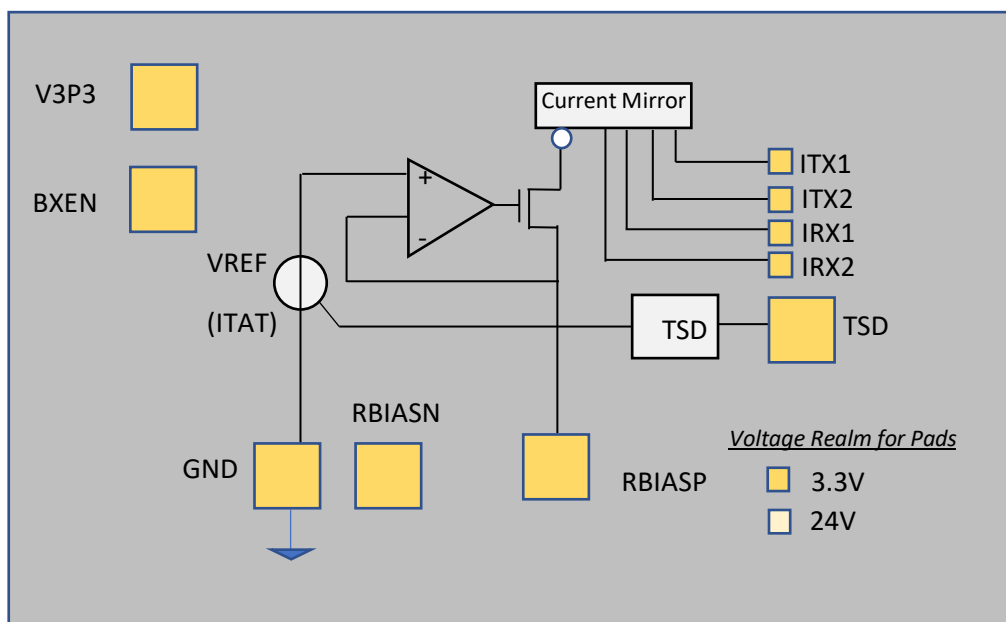 V3P3
BXEN
Current Mirror
ITX1
ITX2
IRX1
IRX2
+
-
VREF
(ITAT)
TSD
TSD
RBIASN
GND
RBIASP
Voltage Realm for Pads
3.3V
24V